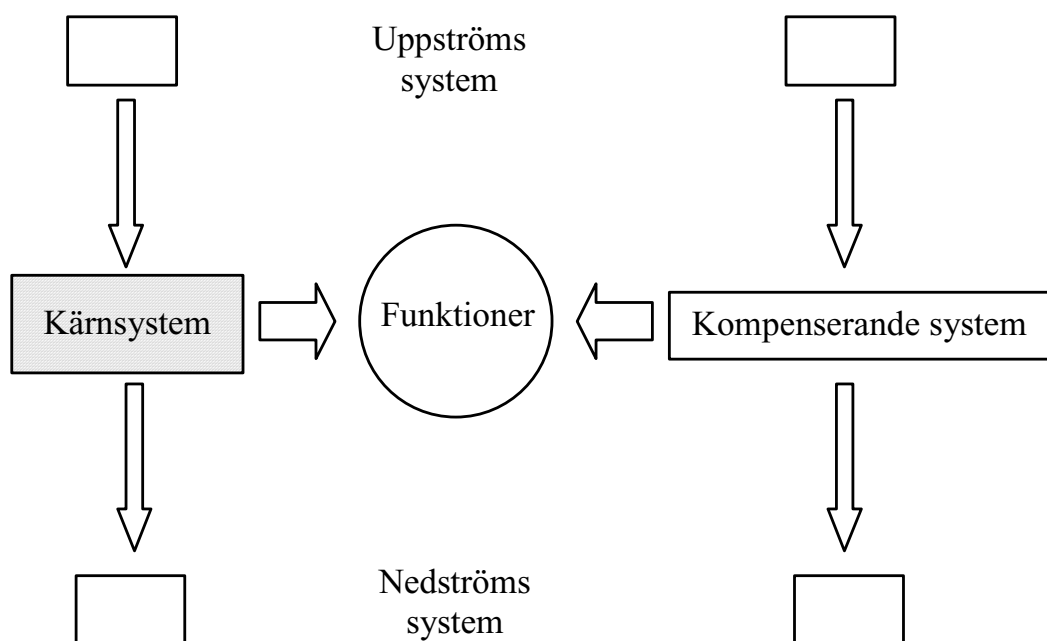 Uppströms
system
Kärnsystem
Funktioner
Kompenserande system
Nedströms
system